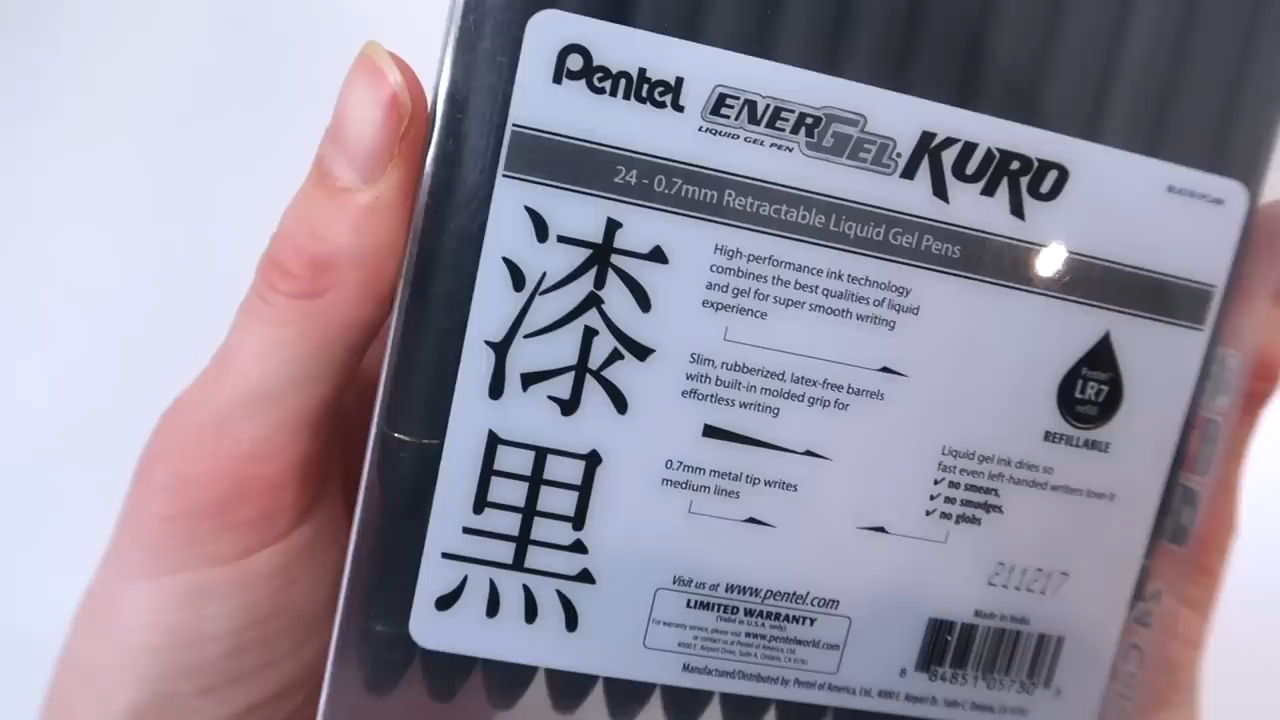 Pentel ENERGEL KURO
LIQUID GEL PEN
24 - 0.7mm Retractable Liquid Gel Pens
漆
黒
High-performance ink technology
combines the best qualities of liquid
and gel for super smooth writing
experience
Slim, rubberized, latex-free barrels
with built-in molded grip for
effortless writing
0.7mm metal tip writes
medium lines
Pentel
LR7
refill
REFILLABLE
Liquid gel ink dries so
fast even left-handed writers love it
✓ no smears,
✓ no smudges,
✓ no globs
211217
Made in India
Visit us at www.pentel.com
LIMITED WARRANTY
(Valid in U.S.A. only)
For warranty service, please visit www.pentelworld.com
or contact us at Pentel of America, Ltd.
4000 E. Airport Drive, Suite A, Ontario, CA 91761
Manufactured/Distributed by: Pentel of America, Ltd., 4000 E. Airport Dr., Suite C, Ontario,
8 84851 05730